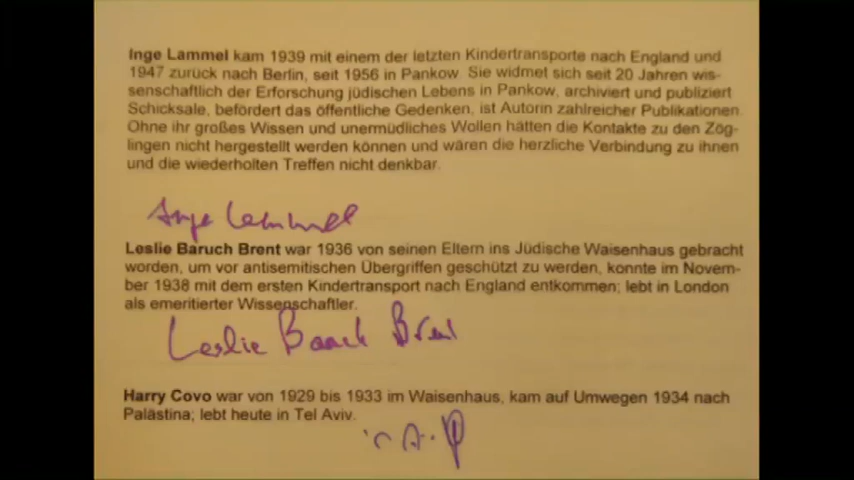 Inge Lammel kam 1939 mit einem der letzten Kindertransporte nach England und
1947 zurück nach Berlin, seit 1956 in Pankow. Sie widmet sich seit 20 Jahren wis-
senschaftlich der Erforschung jüdischen Lebens in Pankow, archiviert und publiziert
Schicksale, befördert das öffentliche Gedenken, ist Autorin zahlreicher Publikationen.
Ohne ihr großes Wissen und unermüdliches Wollen hätten die Kontakte zu den Zög-
lingen nicht hergestellt werden können und wären die herzliche Verbindung zu ihnen
und die wiederholten Treffen nicht denkbar.
Inge Lammel
Leslie Baruch Brent war 1936 von seinen Eltern ins Jüdische Waisenhaus gebracht
worden, um vor antisemitischen Übergriffen geschützt zu werden, konnte im Novem-
ber 1938 mit dem ersten Kindertransport nach England entkommen; lebt in London
als emeritierter Wissenschaftler.
Leslie Baruch Brent
Harry Covo war von 1929 bis 1933 im Waisenhaus, kam auf Umwegen 1934 nach
Palästina; lebt heute in Tel Aviv.